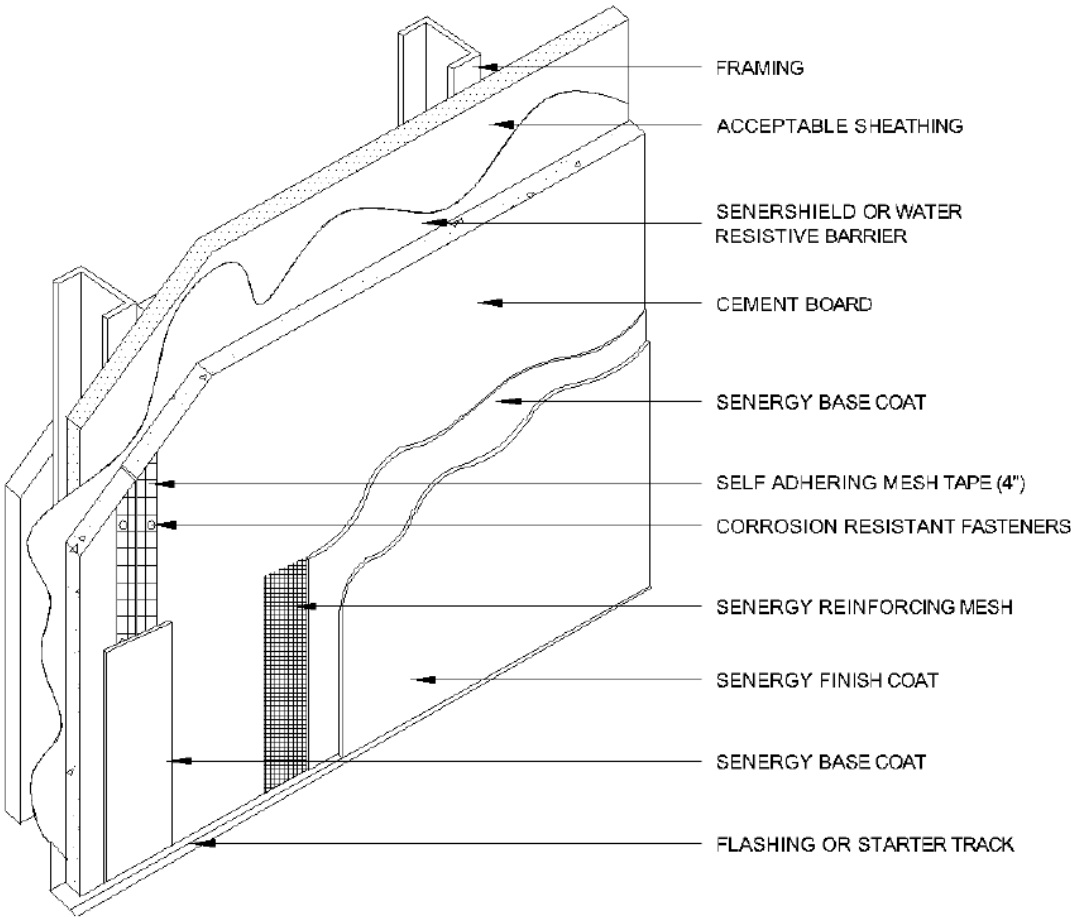 FRAMING
ACCEPTABLE SHEATHING
SENERSHIELD OR WATER
RESISTIVE BARRIER
CEMENT BOARD
SENERGY BASE COAT
SELF ADHERING MESH TAPE (4")
CORROSION RESISTANT FASTENERS
SENERGY REINFORCING MESH
SENERGY FINISH COAT
SENERGY BASE COAT
FLASHING OR STARTER TRACK